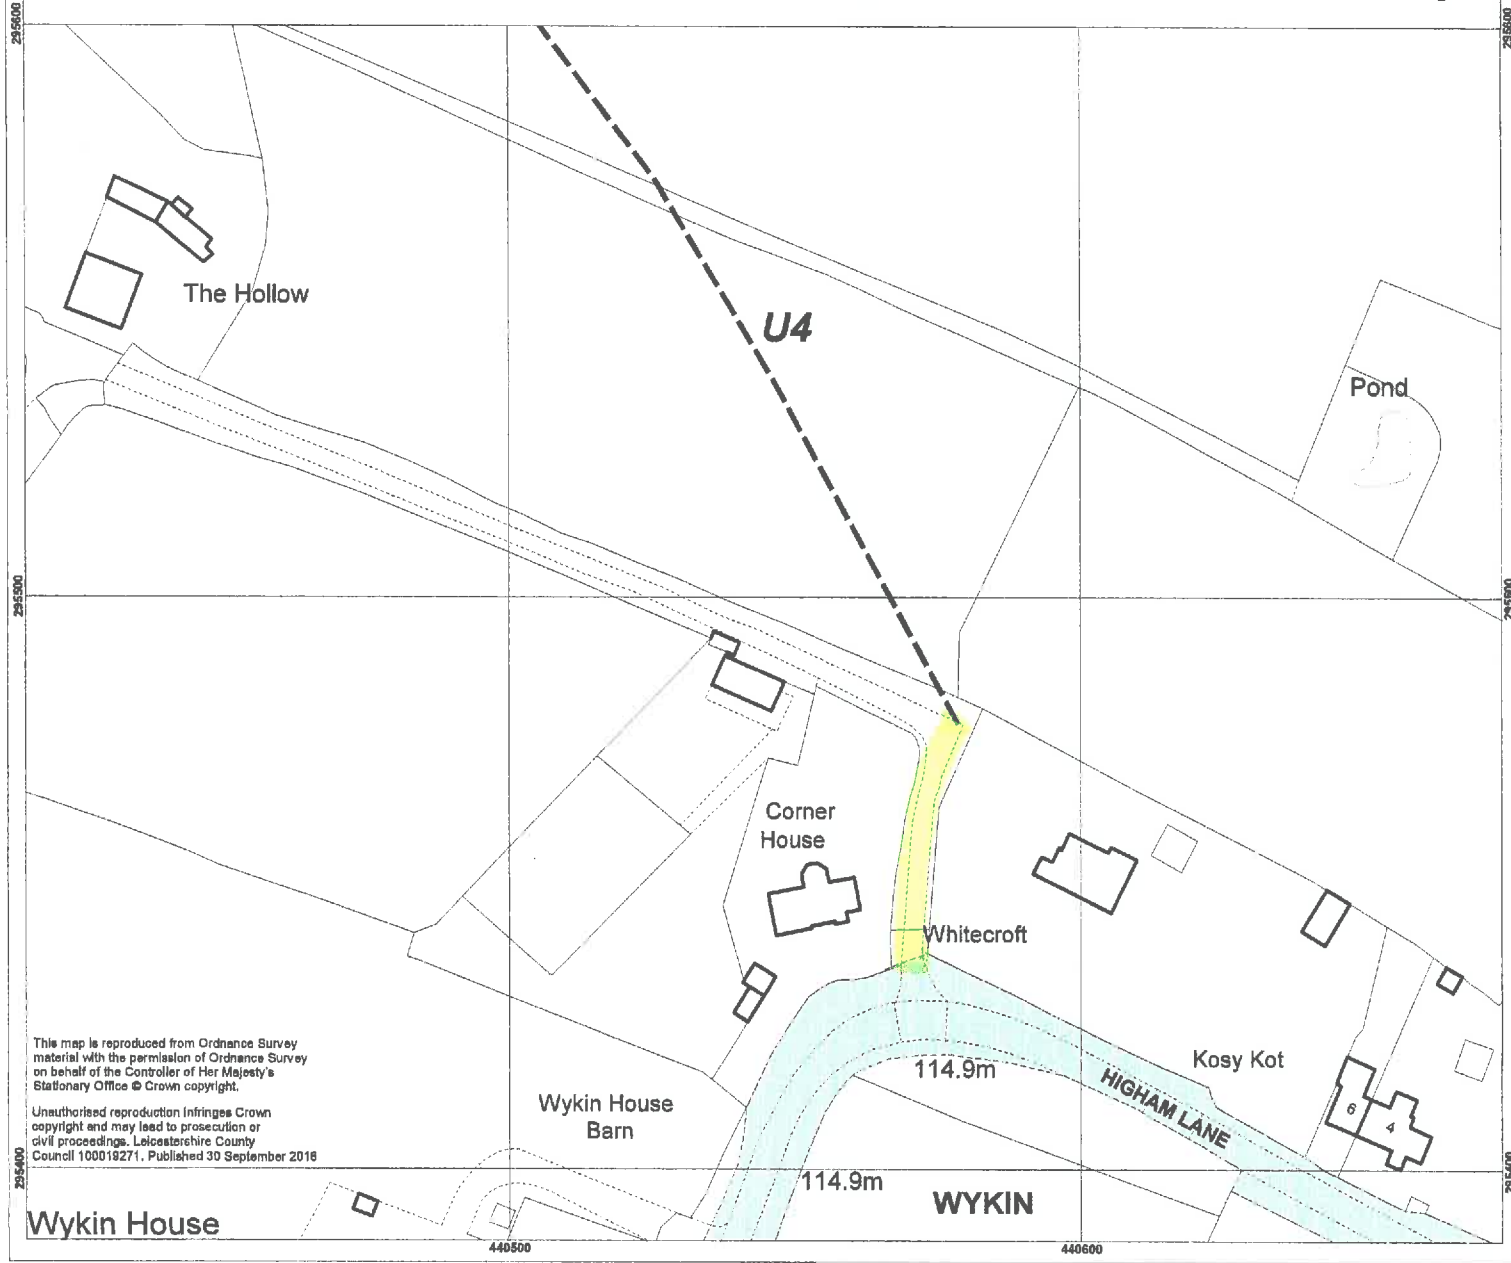 295600
295600
The Hollow
U4
Pond
295500
295500
Corner
House
Whitecroft
This map is reproduced from Ordnance Survey
material with the permission of Ordnance Survey
on behalf of the Controller of Her Majesty's
Stationary Office © Crown copyright.
Unauthorised reproduction infringes Crown
copyright and may lead to prosecution or
civil proceedings. Leicestershire County
Council 100019271. Published 30 September 2016
114.9m
Kosy Kot
HIGHAM LANE
6
4
Wykin House
Barn
295400
295400
114.9m
WYKIN
Wykin House
440500
440600